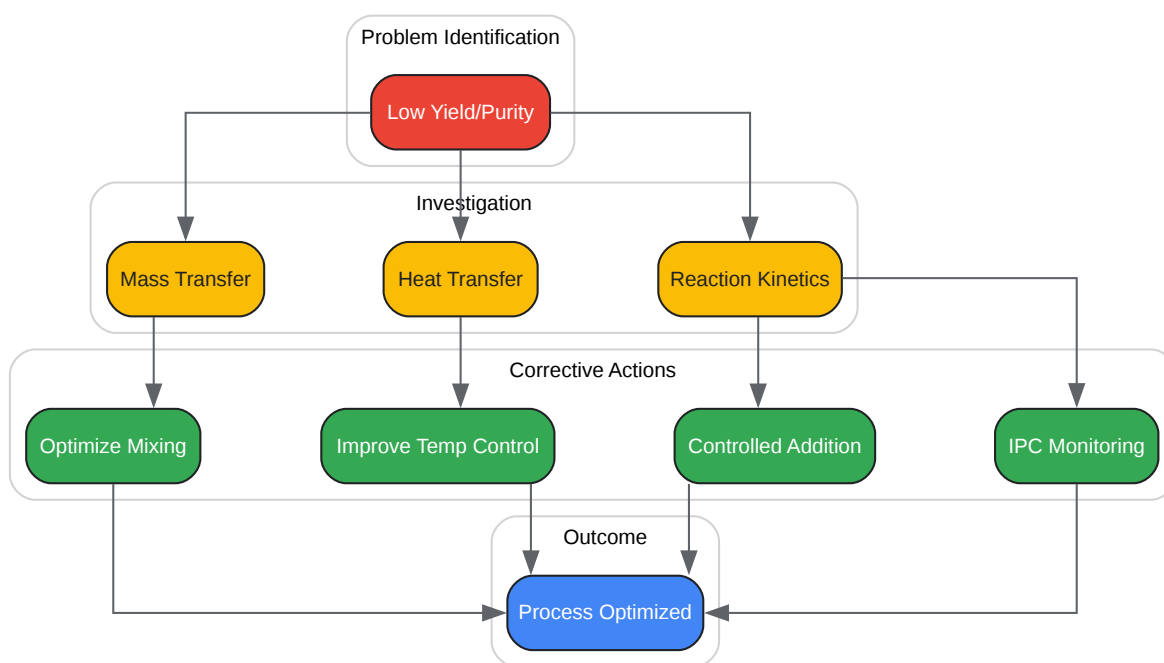 Problem Identification
Low Yield/Purity
Investigation
Mass Transfer
Heat Transfer
Reaction Kinetics
Corrective Actions
Optimize Mixing
Improve Temp Control
Controlled Addition
IPC Monitoring
Outcome
Process Optimized